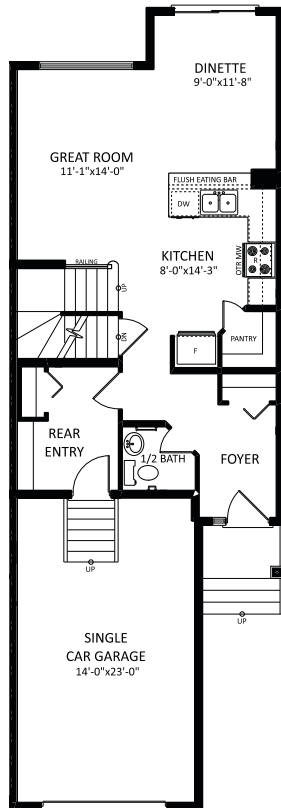 DINETTE
9'-0"x11'-8"
GREAT ROOM
11'-1"x14'-0"
FLUSH EATING BAR
DW
KITCHEN
8'-0"x14'-3"
OTR MW
R
RAILING
UP
DN
F
PANTRY
REAR
ENTRY
1/2 BATH
FOYER
UP
UP
SINGLE
CAR GARAGE
14'-0"x23'-0"